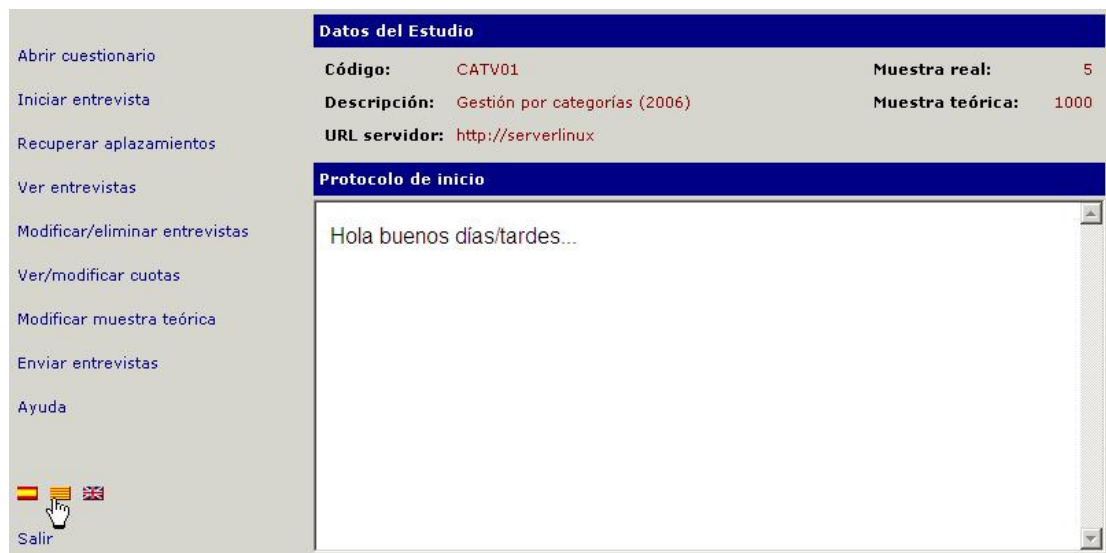 Abrir cuestionario
Iniciar entrevista
Recuperar aplazamientos
Ver entrevistas
Modificar/eliminar entrevistas
Ver/modificar cuotas
Modificar muestra teórica
Enviar entrevistas
Ayuda
Salir
Datos del Estudio
Código: CATV01 Muestra real: 5
Descripción: Gestión por categorías (2006) Muestra teórica: 1000
URL servidor: http://serverlinux
Protocolo de inicio
Hola buenos días/tardes...